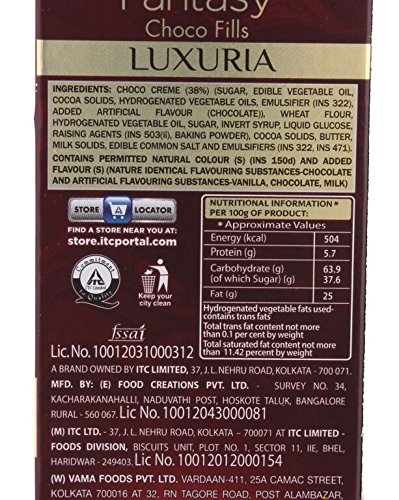 Fantasy
Choco Fills
LUXURIA
INGREDIENTS: CHOCO CREME (38%) (SUGAR, EDIBLE VEGETABLE OIL,
COCOA SOLIDS, HYDROGENATED VEGETABLE OILS, EMULSIFIER (INS 322),
ADDED ARTIFICIAL FLAVOUR (CHOCOLATE)), WHEAT FLOUR,
HYDROGENATED VEGETABLE OIL, SUGAR, INVERT SYRUP, LIQUID GLUCOSE,
RAISING AGENTS (INS 503(ii), BAKING POWDER), COCOA SOLIDS, BUTTER,
MILK SOLIDS, EDIBLE COMMON SALT AND EMULSIFIERS (INS 322, INS 471).
CONTAINS PERMITTED NATURAL COLOUR (S) (INS 150d) AND ADDED
FLAVOUR (S) (NATURE IDENTICAL FLAVOURING SUBSTANCES-CHOCOLATE
AND ARTIFICIAL FLAVOURING SUBSTANCES-VANILLA, CHOCOLATE, MILK)
STORE LOCATOR
FIND A STORE NEAR YOU AT:
store.itcportal.com
Commitment
ITC Limited
to Quality
KEEP your
city clean
NUTRITIONAL INFORMATION*
PER 100g OF PRODUCT:
* Approximate Values
Energy (kcal) 504
Protein (g) 5.7
Carbohydrate (g) 63.9
(of which Sugar) (g) 37.6
Fat (g) 25
Hydrogenated vegetable fats used-
contains trans fats
Total trans fat content not more
than 0.1 per cent by weight
Total saturated fat content not more
than 11.42 percent by weight
fssai
Lic.No.10012031000312
A BRAND OWNED BY ITC LIMITED, 37, J. L. NEHRU ROAD, KOLKATA - 700 071.
MFD. BY: (E) FOOD CREATIONS PVT. LTD. - SURVEY NO. 34,
KACHARAKANAHALLI, NADUVATHI POST, HOSKOTE TALUK, BANGALORE
RURAL - 560 067. Lic.No.10012043000081
(M) ITC LTD. - 37, J.L. NEHRU ROAD, KOLKATA – 700071 AT ITC LIMITED -
FOODS DIVISION, BISCUITS UNIT, PLOT NO. 1, SECTOR 11, IIE, BHEL,
HARIDWAR - 249403. Lic.No.10012012000154
(W) VAMA FOODS PVT. LTD. - VARDAAN-411, 25A CAMAC STREET,
KOLKATA 700016 AT 32, RN TAGORE ROAD, POST ALAMBAZAR,